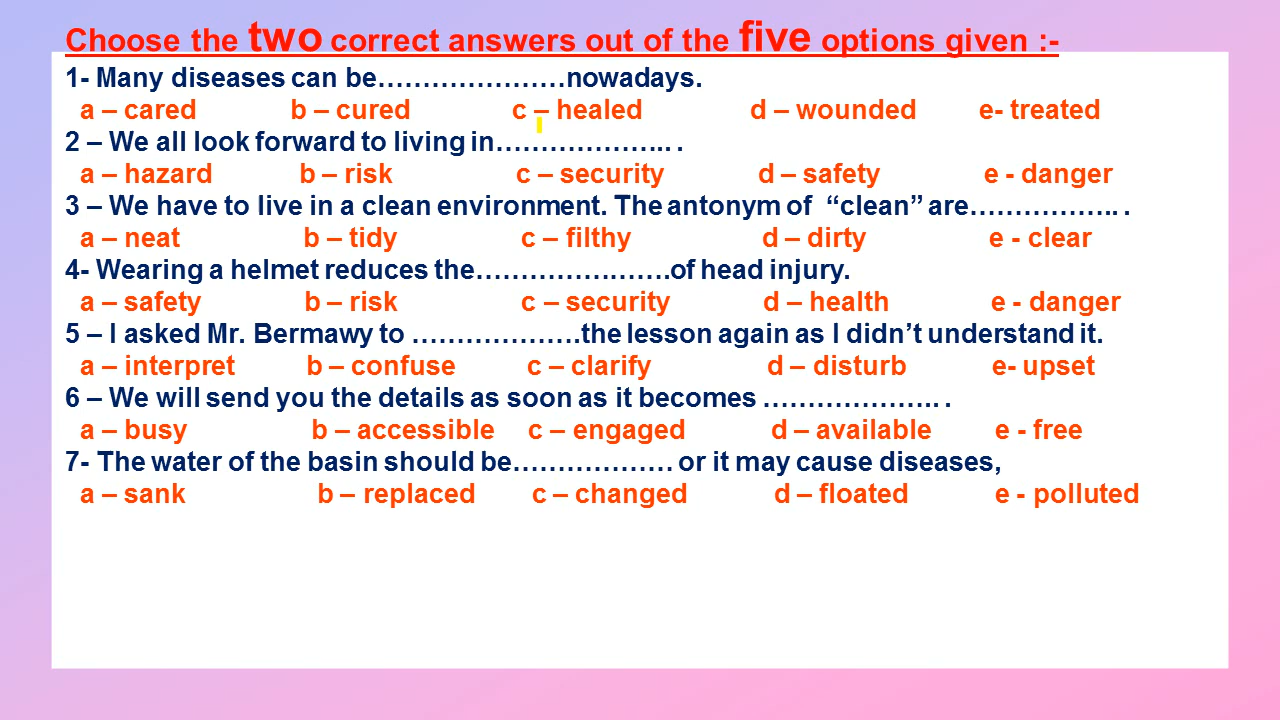 Choose the two correct answers out of the five options given :-
1- Many diseases can be…………………nowadays.
a – cared b – cured c – healed d – wounded e- treated
2 – We all look forward to living in……………….. .
a – hazard b – risk c – security d – safety e - danger
3 – We have to live in a clean environment. The antonym of “clean” are…………….. .
a – neat b – tidy c – filthy d – dirty e - clear
4- Wearing a helmet reduces the………………….of head injury.
a – safety b – risk c – security d – health e - danger
5 – I asked Mr. Bermawy to ……………….the lesson again as I didn’t understand it.
a – interpret b – confuse c – clarify d – disturb e- upset
6 – We will send you the details as soon as it becomes ……………….. .
a – busy b – accessible c – engaged d – available e - free
7- The water of the basin should be……………… or it may cause diseases,
a – sank b – replaced c – changed d – floated e - polluted